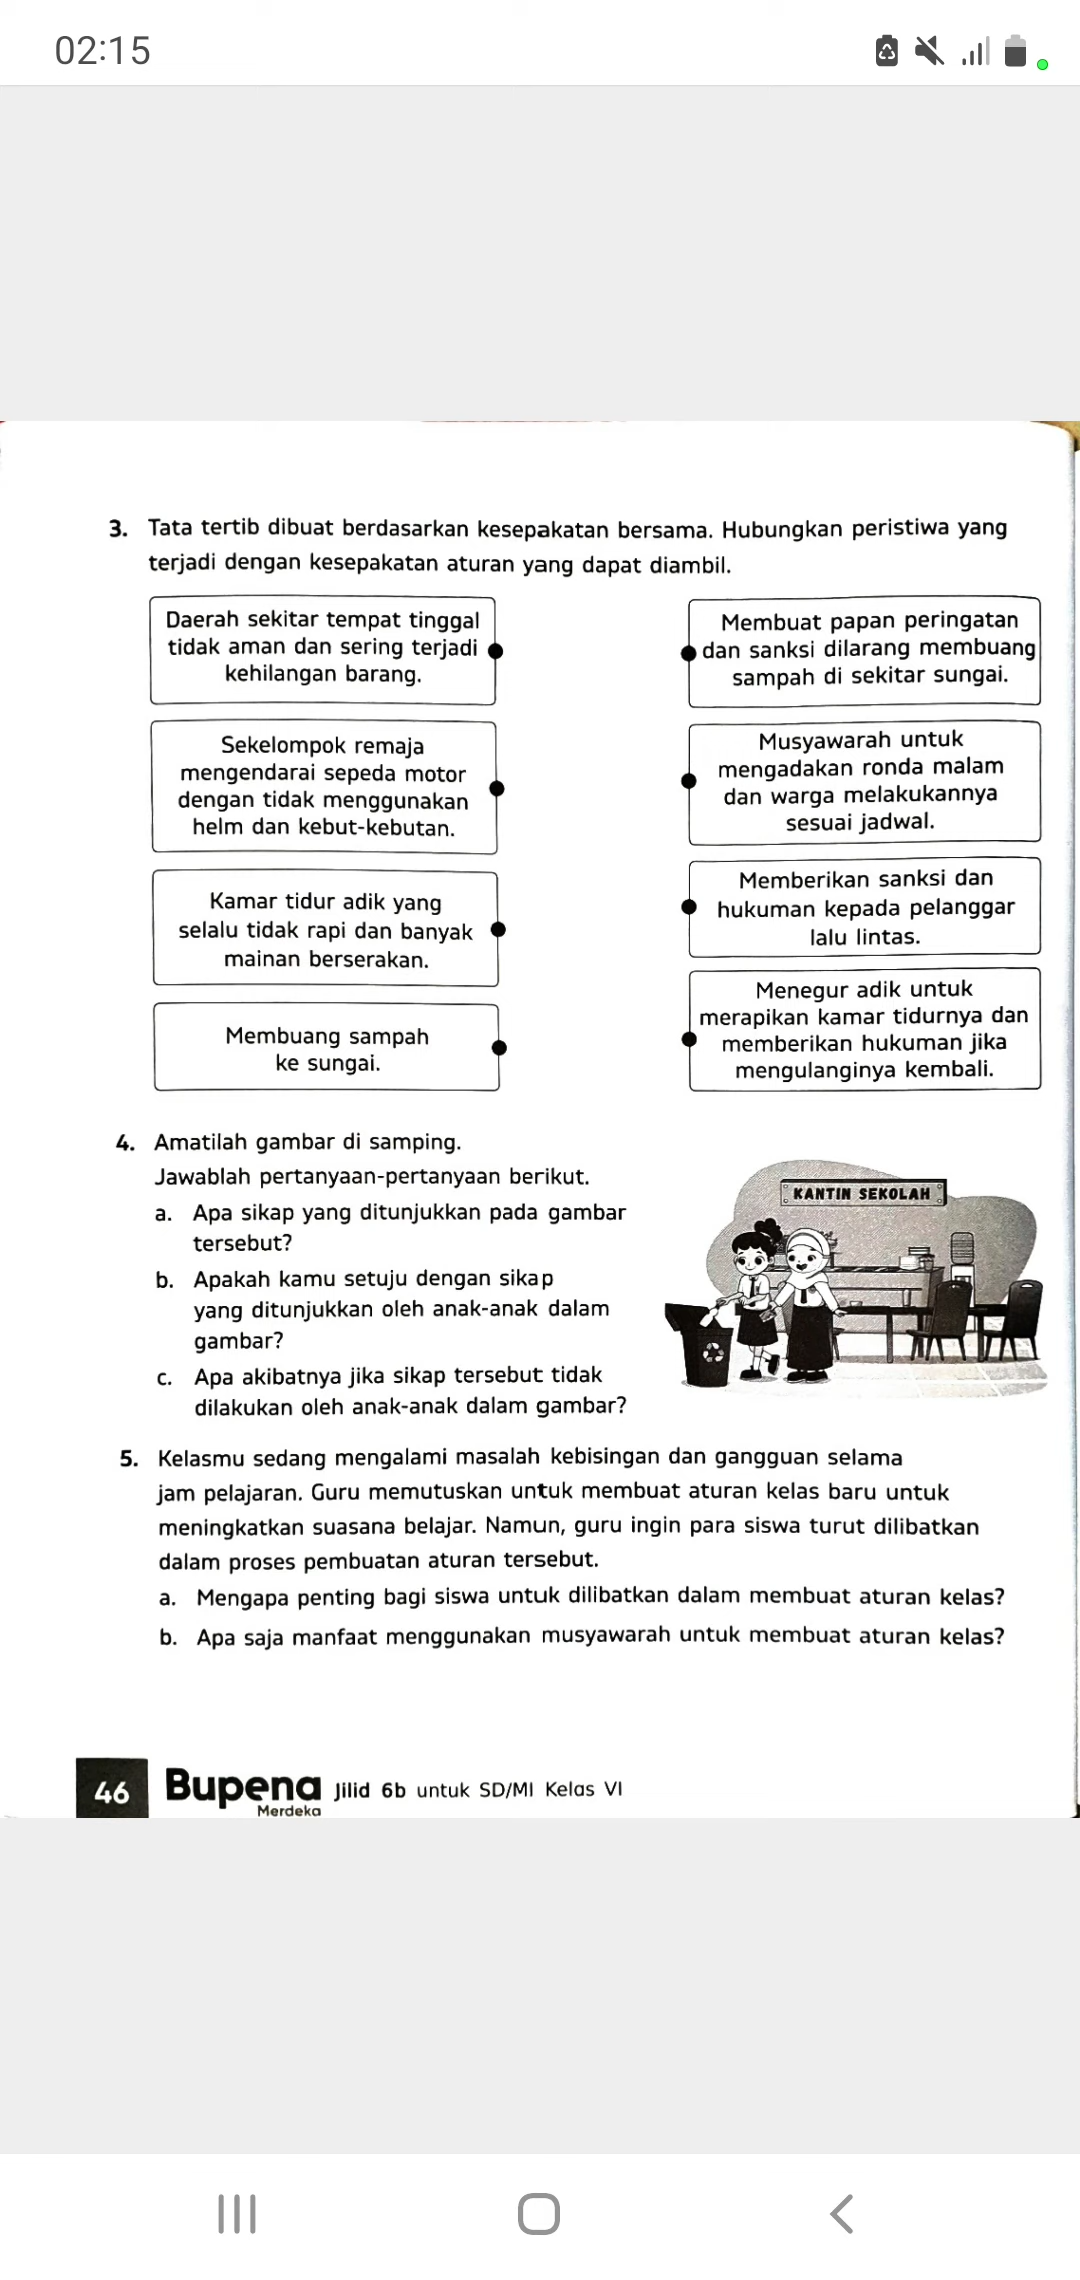 02:15
3. Tata tertib dibuat berdasarkan kesepakatan bersama. Hubungkan peristiwa yang
terjadi dengan kesepakatan aturan yang dapat diambil.
Daerah sekitar tempat tinggal
tidak aman dan sering terjadi
kehilangan barang.
Membuat papan peringatan
dan sanksi dilarang membuang
sampah di sekitar sungai.
Sekelompok remaja
mengendarai sepeda motor
dengan tidak menggunakan
helm dan kebut-kebutan.
Musyawarah untuk
mengadakan ronda malam
dan warga melakukannya
sesuai jadwal.
Kamar tidur adik yang
selalu tidak rapi dan banyak
mainan berserakan.
Memberikan sanksi dan
hukuman kepada pelanggar
lalu lintas.
Membuang sampah
ke sungai.
Menegur adik untuk
merapikan kamar tidurnya dan
memberikan hukuman jika
mengulanginya kembali.
4. Amatilah gambar di samping.
Jawablah pertanyaan-pertanyaan berikut.
a. Apa sikap yang ditunjukkan pada gambar
tersebut?
b. Apakah kamu setuju dengan sikap
yang ditunjukkan oleh anak-anak dalam
gambar?
c. Apa akibatnya jika sikap tersebut tidak
dilakukan oleh anak-anak dalam gambar?
KANTIN SEKOLAH
5. Kelasmu sedang mengalami masalah kebisingan dan gangguan selama
jam pelajaran. Guru memutuskan untuk membuat aturan kelas baru untuk
meningkatkan suasana belajar. Namun, guru ingin para siswa turut dilibatkan
dalam proses pembuatan aturan tersebut.
a. Mengapa penting bagi siswa untuk dilibatkan dalam membuat aturan kelas?
b. Apa saja manfaat menggunakan musyawarah untuk membuat aturan kelas?
46 Bupena Jilid 6b untuk SD/MI Kelas VI
Merdeka